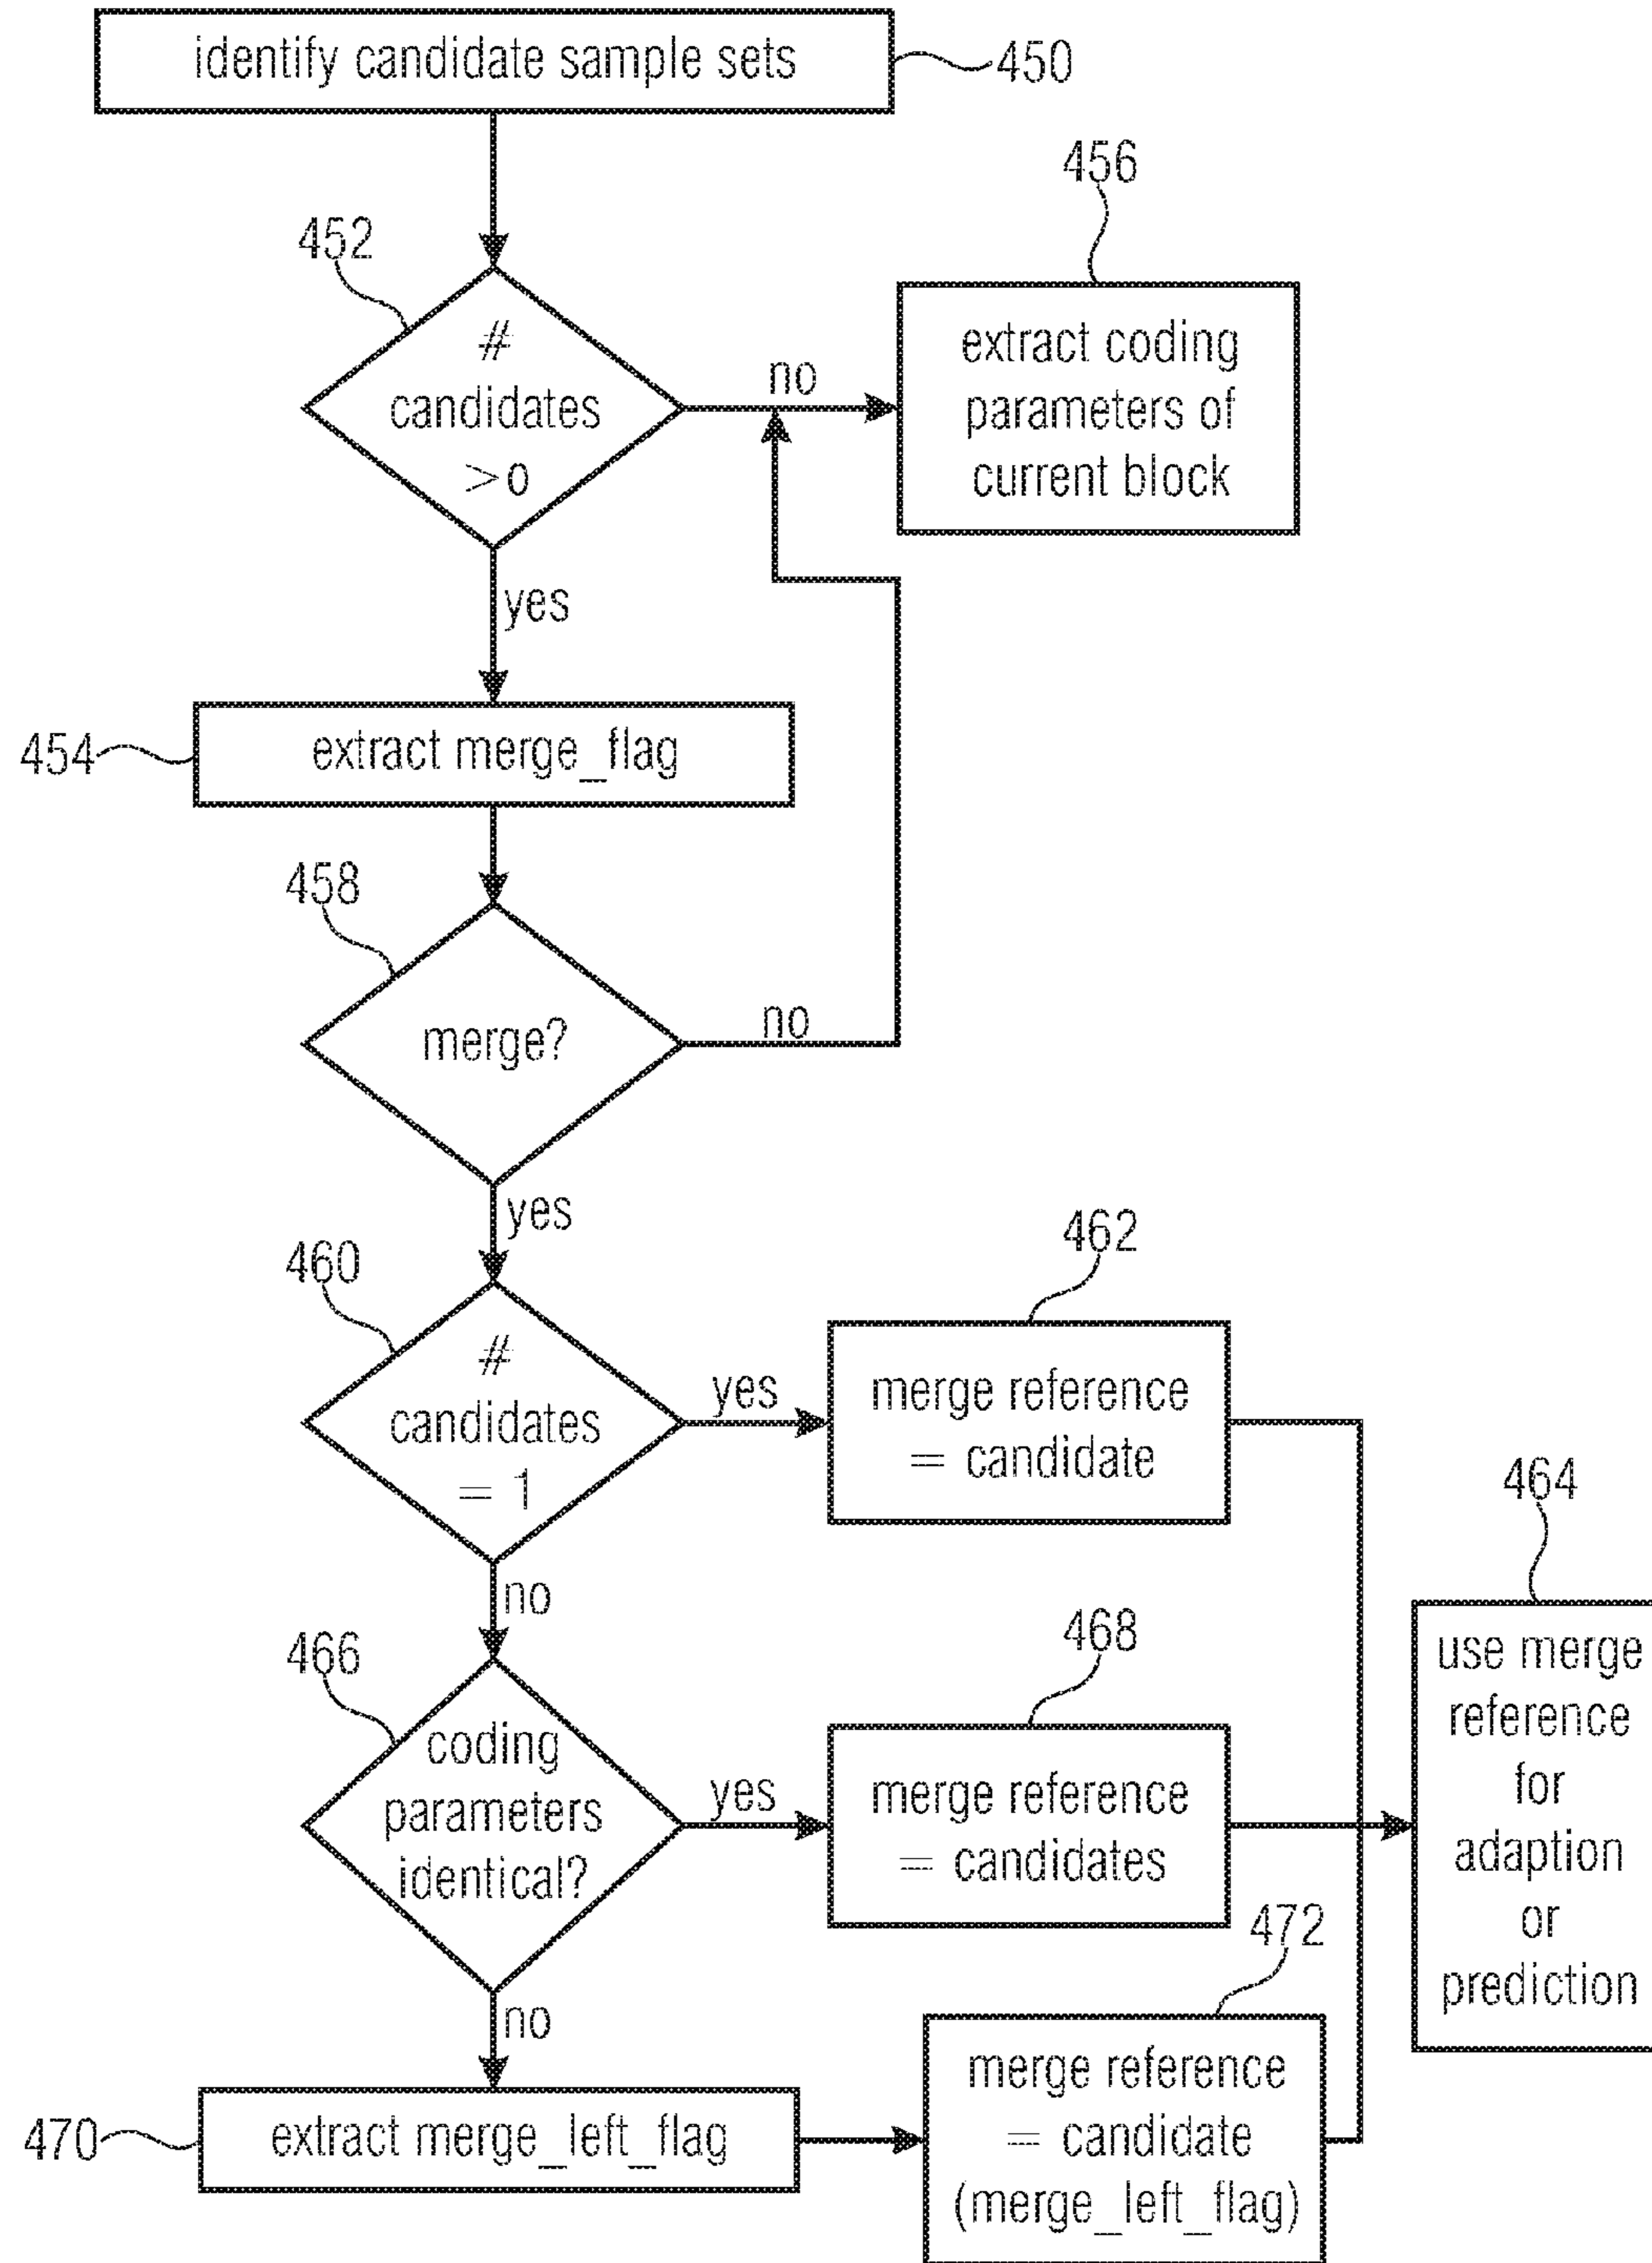 identify candidate sample sets
450
456
452
#
candidates
>o
no
extract coding
parameters of
current block
yes
454
extract merge_flag
458
merge?
no
yes
460
#
candidates
= 1
yes
462
merge reference
= candidate
464
use merge
reference
for
adaption
or
prediction
no
466
coding
parameters
identical?
yes
468
merge reference
= candidates
no
470
extract merge_left_flag
472
merge reference
= candidate
(merge_left_flag)